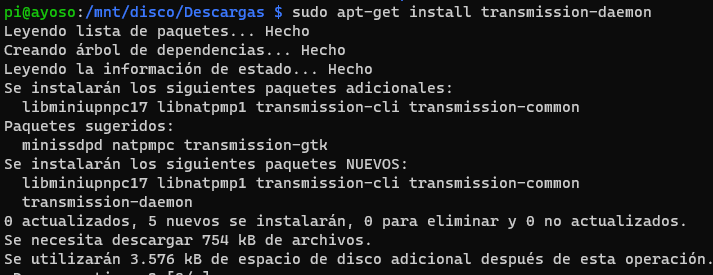 pi@ayoso:/mnt/disco/Descargas $ sudo apt-get install transmission-daemon
Leyendo lista de paquetes... Hecho
Creando árbol de dependencias... Hecho
Leyendo la información de estado... Hecho
Se instalarán los siguientes paquetes adicionales:
  libminiupnpc17 libnatpmp1 transmission-cli transmission-common
Paquetes sugeridos:
  minissdpd natpmpc transmission-gtk
Se instalarán los siguientes paquetes NUEVOS:
  libminiupnpc17 libnatpmp1 transmission-cli transmission-common
  transmission-daemon
0 actualizados, 5 nuevos se instalarán, 0 para eliminar y 0 no actualizados.
Se necesita descargar 754 kB de archivos.
Se utilizarán 3.576 kB de espacio de disco adicional después de esta operación.